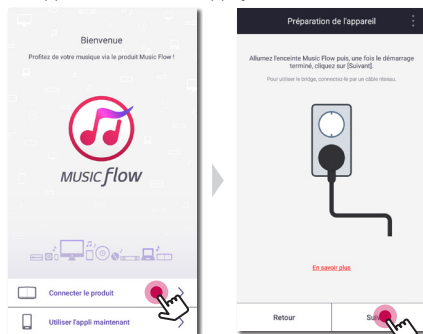 Bienvenue
Profitez de votre musique via le produit Music Flow !
MUSIC flow
Connecter le produit
Utiliser l'appli maintenant
Préparation de l'appareil
Allumez l'enceinte Music Flow puis, une fois le démarrage
terminé, cliquez sur [Suivant].
Pour utiliser le bridge, connectez-le par un câble réseau.
En savoir plus
Retour